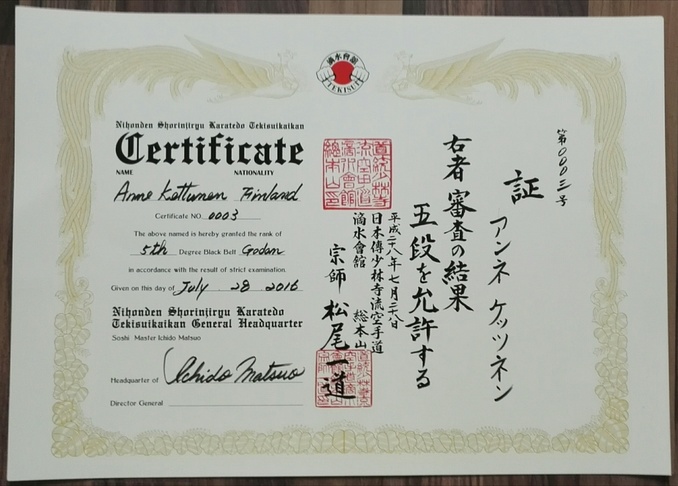 滴水會舘
TEKISUI
Nihonden Shorinjiryu Karatedo Tekisuikaikan
Certificate
NAME NATIONALITY
Anne Kettunen Finland
Certificate NO. 0003
The above named is hereby granted the rank of
5th Degree Black Belt Godan
in accordance with the result of strict examination.
Given on this day of July 28 2016
Nihonden Shorinjiryu Karatedo
Tekisuikaikan General Headquarter
Soshi Master Ichido Matsuo
Headquarter of Ichido Matsuo
Director General
第000三号
証
アンネ ケッツネン
右者審査の結果
五段を允許する
平成二十八年七月二十八日
日本傳少林寺流空手道
滴水會舘 総本山
宗師 松尾一道